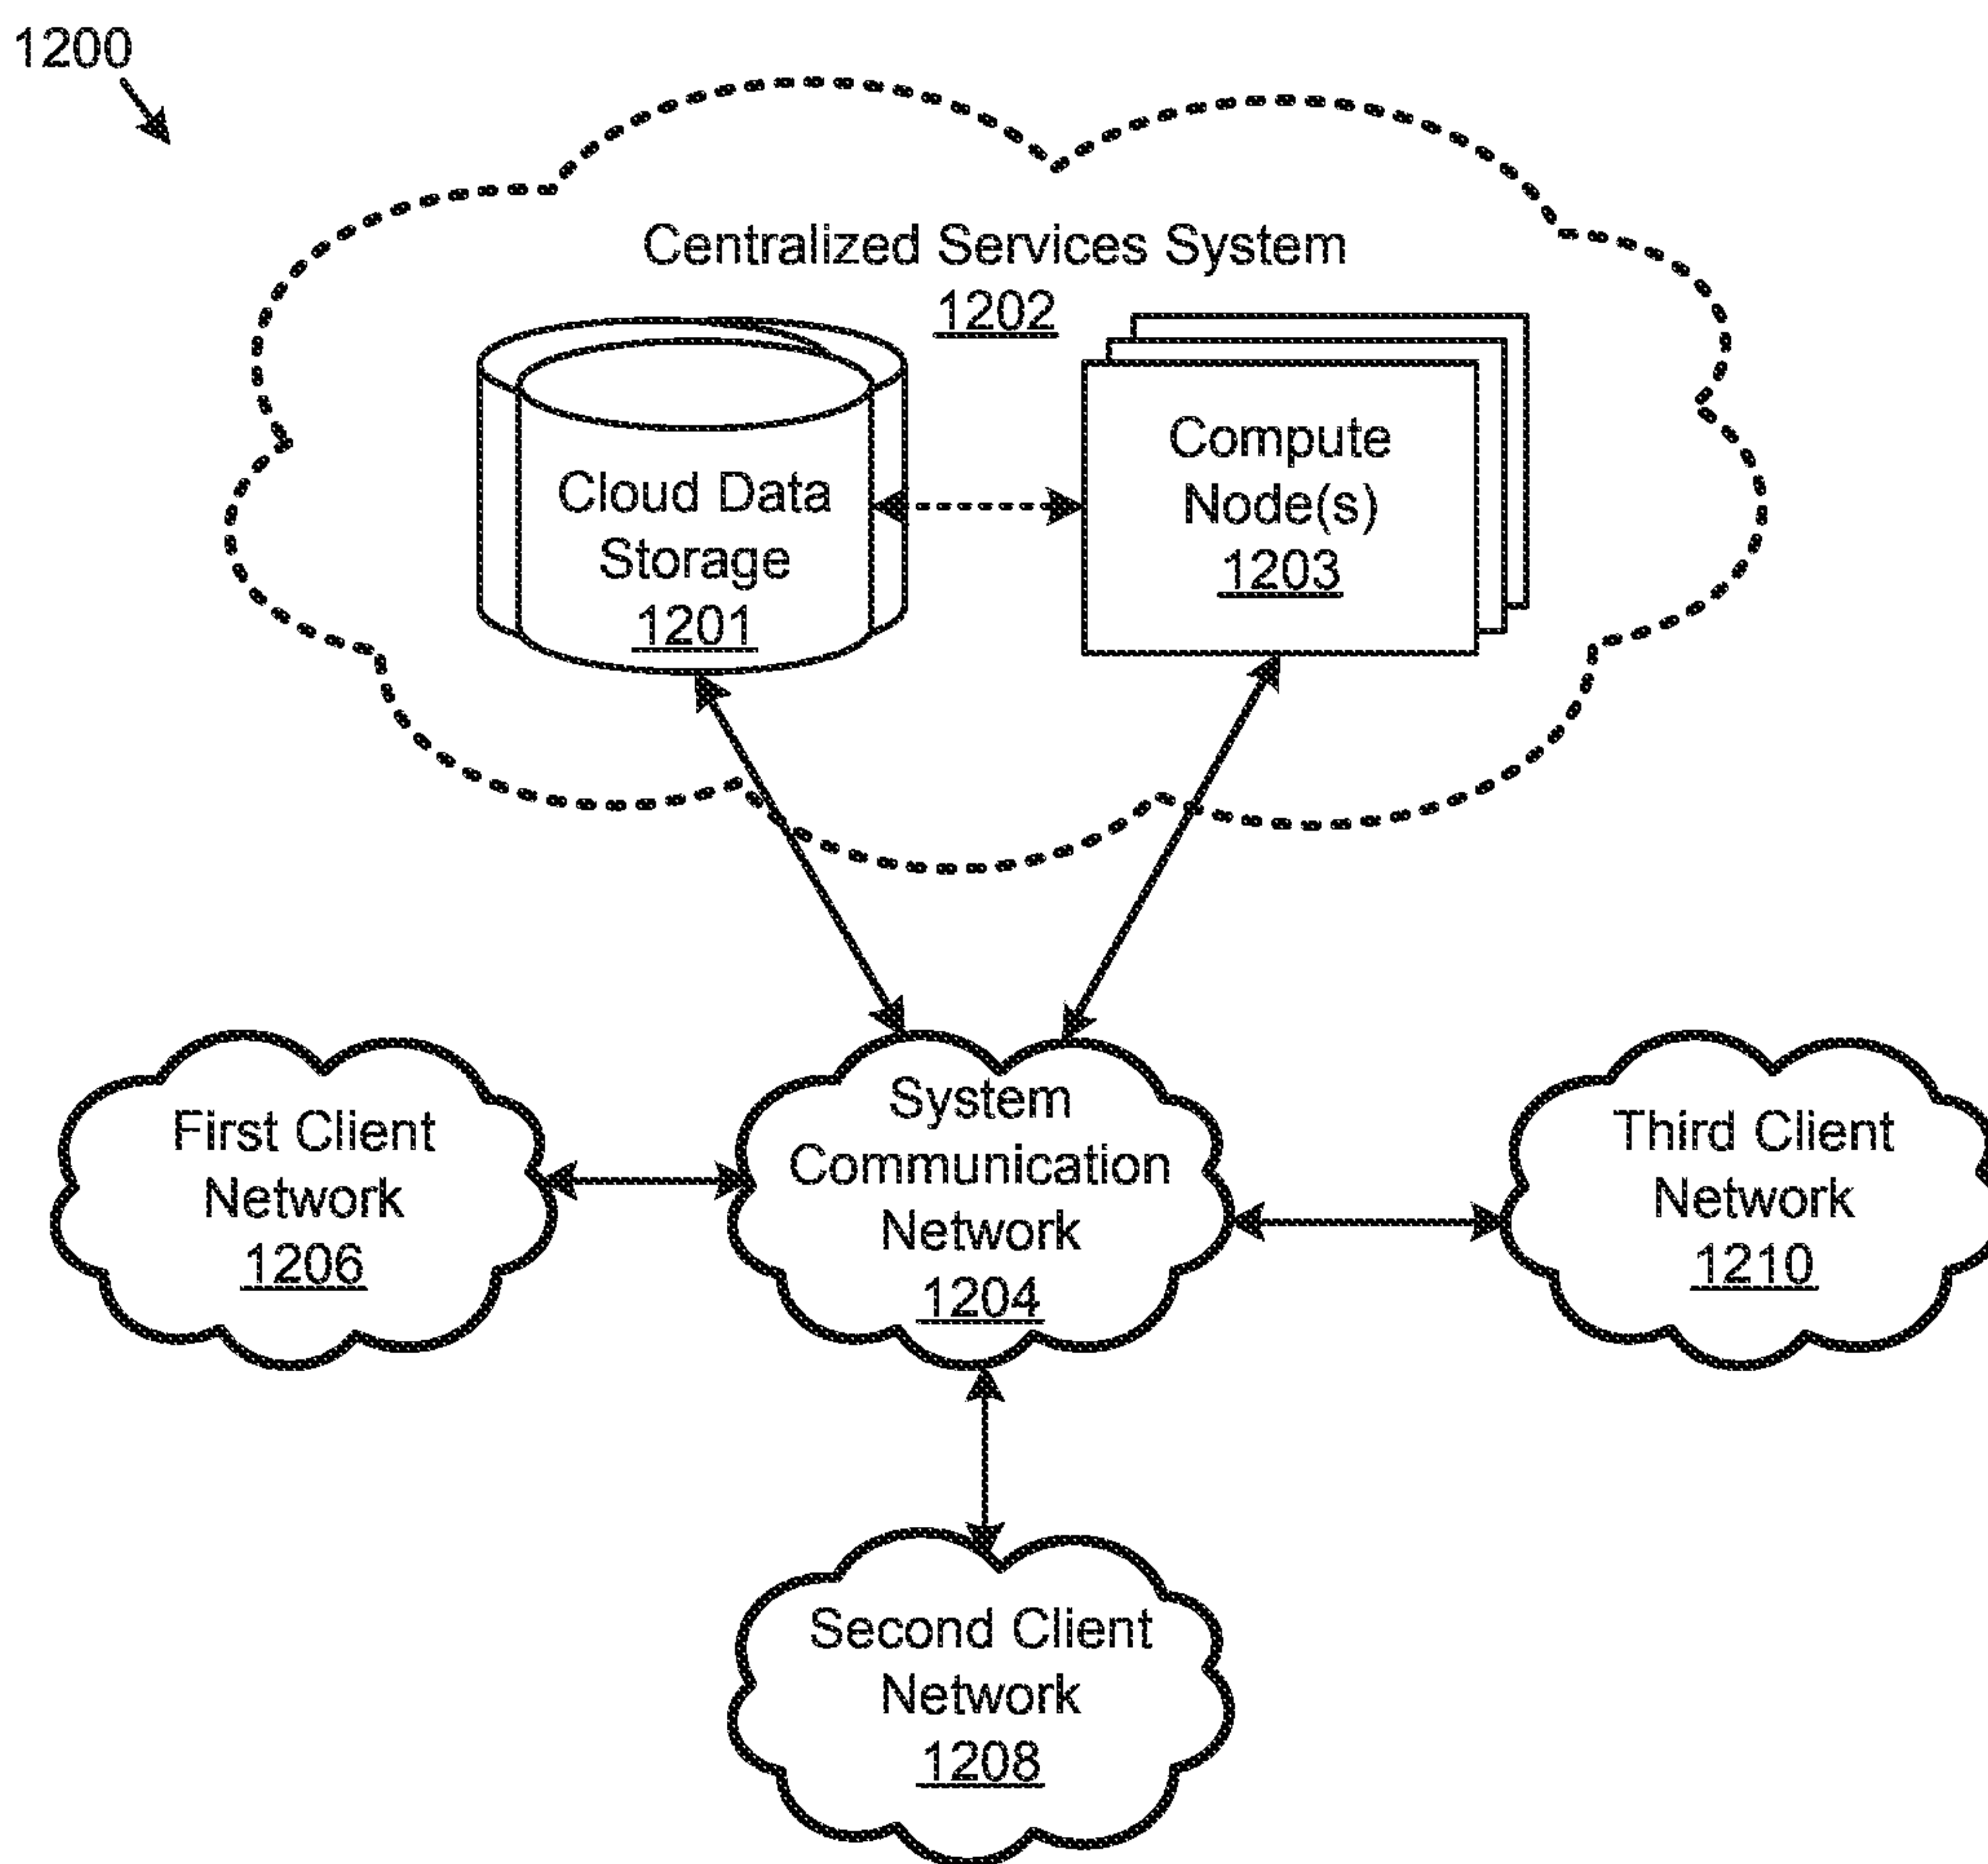 1200
Centralized Services System
1202
Cloud Data
Storage
1201
Compute
Node(s)
1203
First Client
Network
1206
System
Communication
Network
1204
Third Client
Network
1210
Second Client
Network
1208